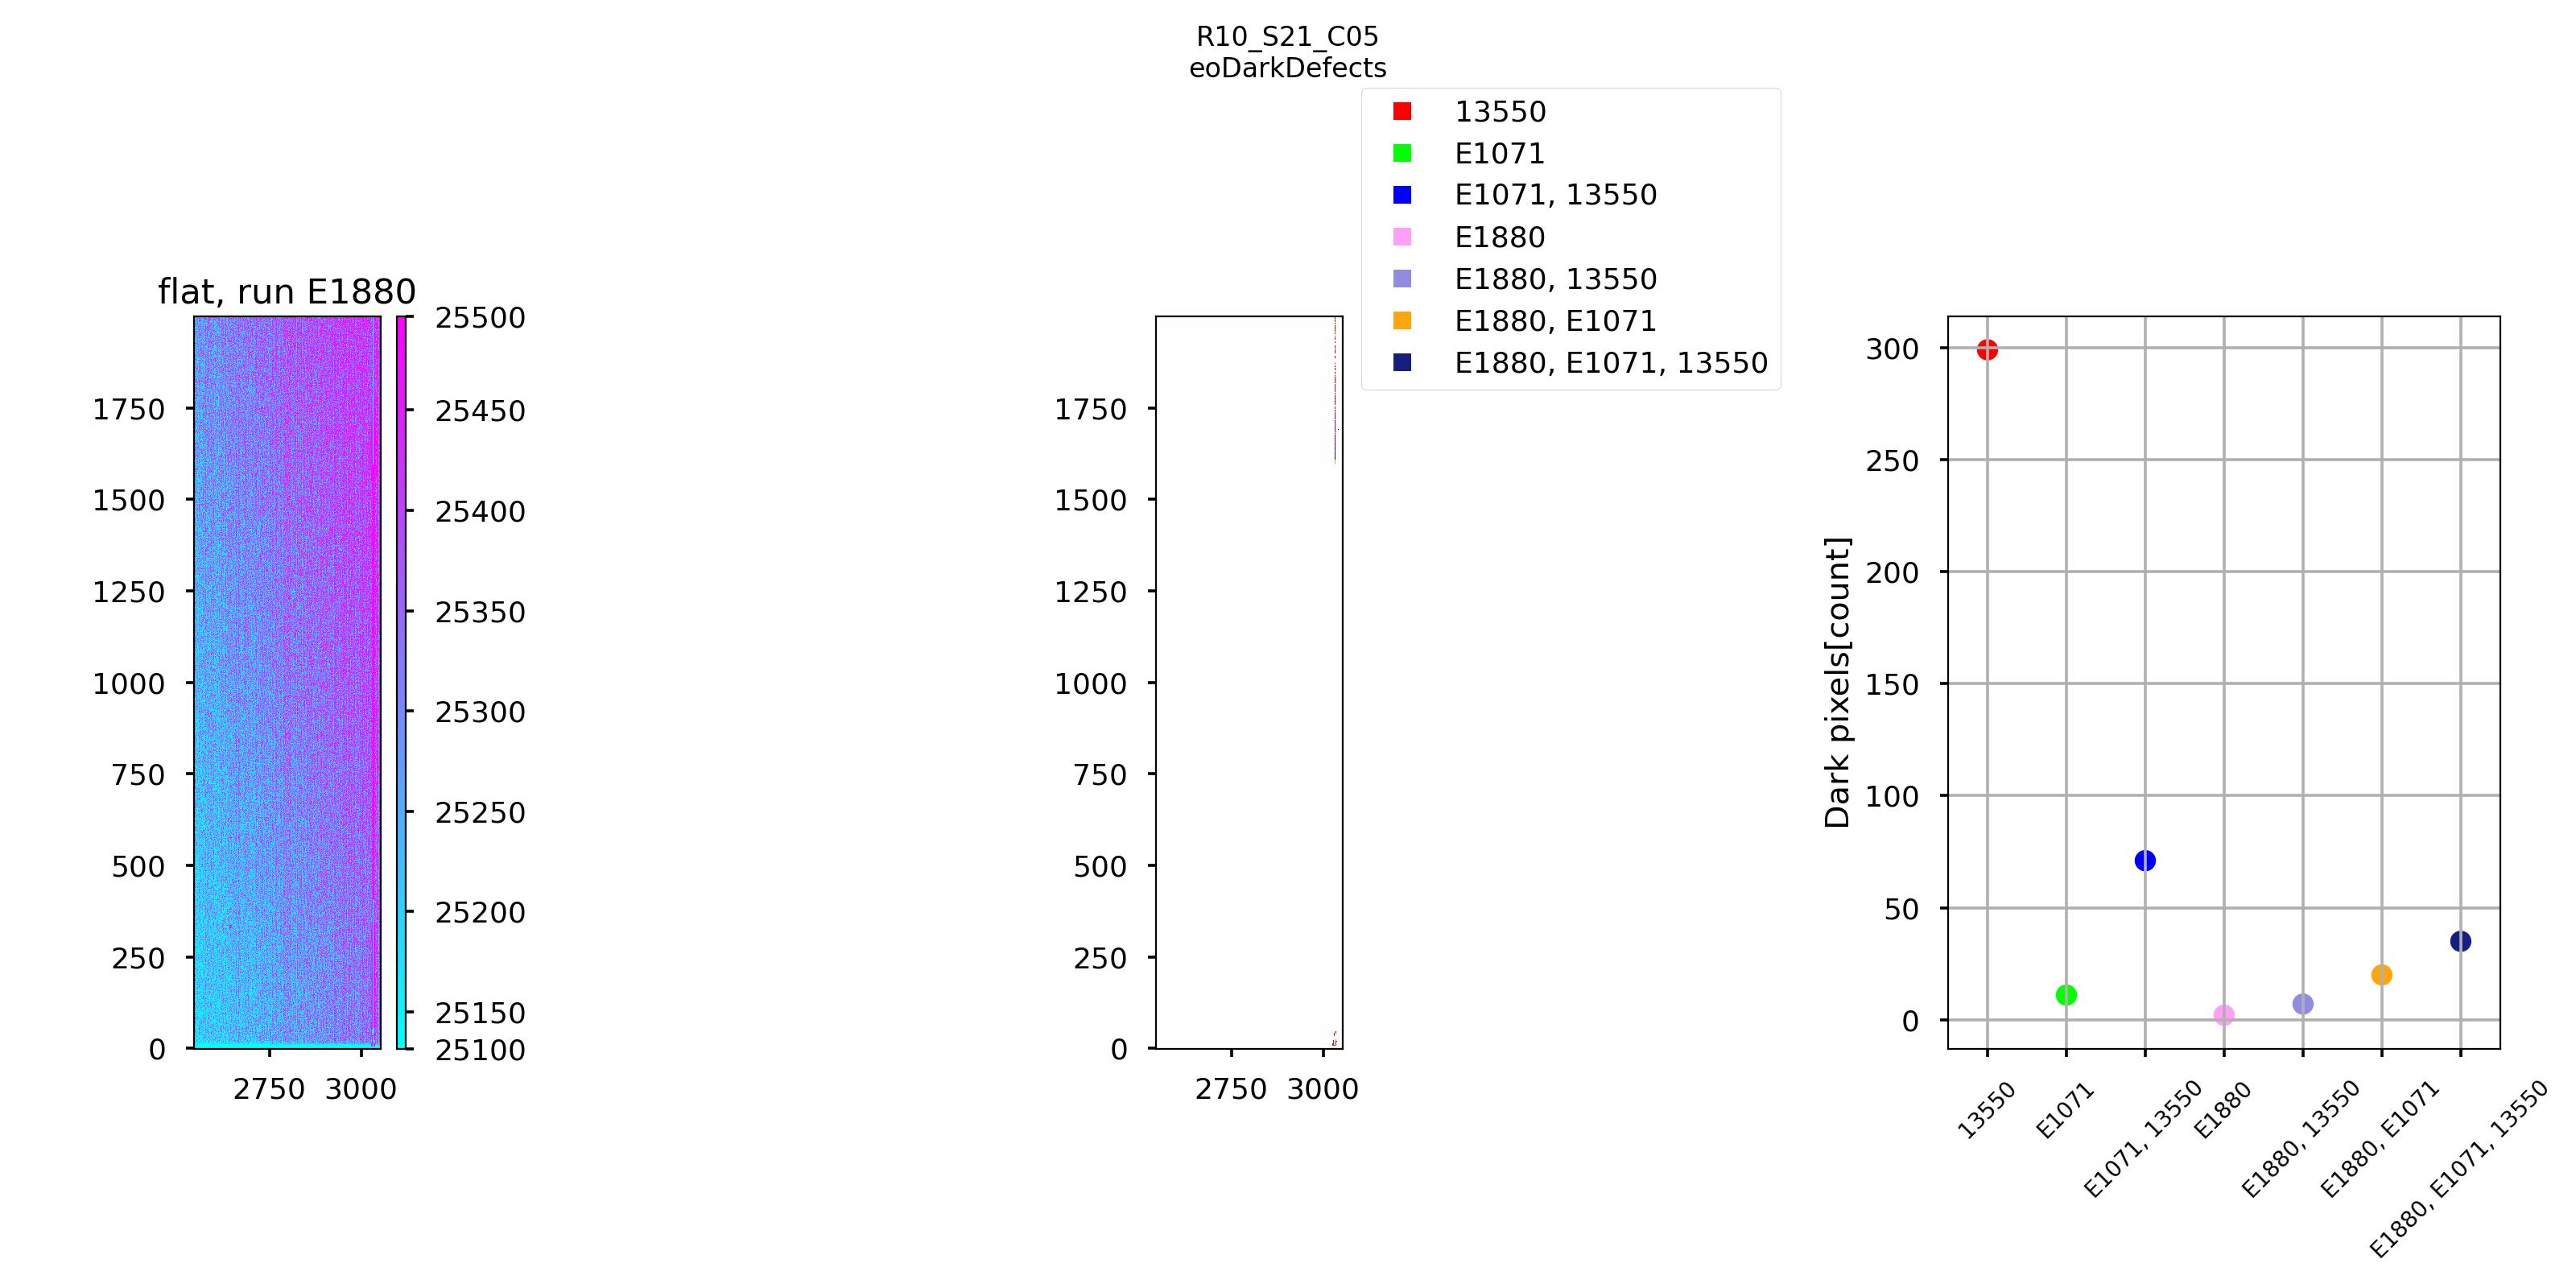 R10_S21_C05
eoDarkDefects
13550
E1071
E1071, 13550
E1880
E1880, 13550
E1880, E1071
E1880, E1071, 13550
flat, run E1880
1750
1500
1250
1000
750
500
250
0
2750 3000
25500
25450
25400
25350
25300
25250
25200
25150
25100
1750
1500
1250
1000
750
500
250
0
2750 3000
Dark pixels[count]
300
250
200
150
100
50
0
13550
E1071
E1071, 13550
E1880
E1880, 13550
E1880, E1071
E1880, E1071, 13550